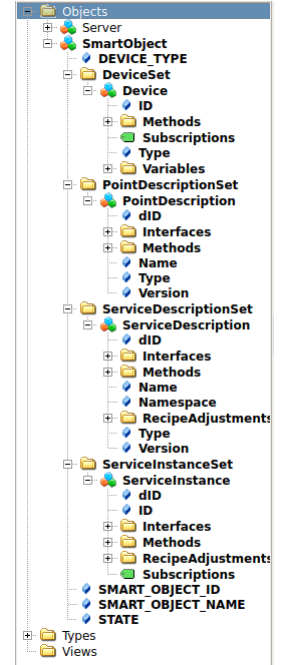 Objects
Server
SmartObject
DEVICE_TYPE
DeviceSet
Device
ID
Methods
Subscriptions
Type
Variables
PointDescriptionSet
PointDescription
dID
Interfaces
Methods
Name
Type
Version
ServiceDescriptionSet
ServiceDescription
dID
Interfaces
Methods
Name
Namespace
RecipeAdjustments
Type
Version
ServiceInstanceSet
ServiceInstance
dID
ID
Interfaces
Methods
RecipeAdjustments
Subscriptions
SMART_OBJECT_ID
SMART_OBJECT_NAME
STATE
Types
Views